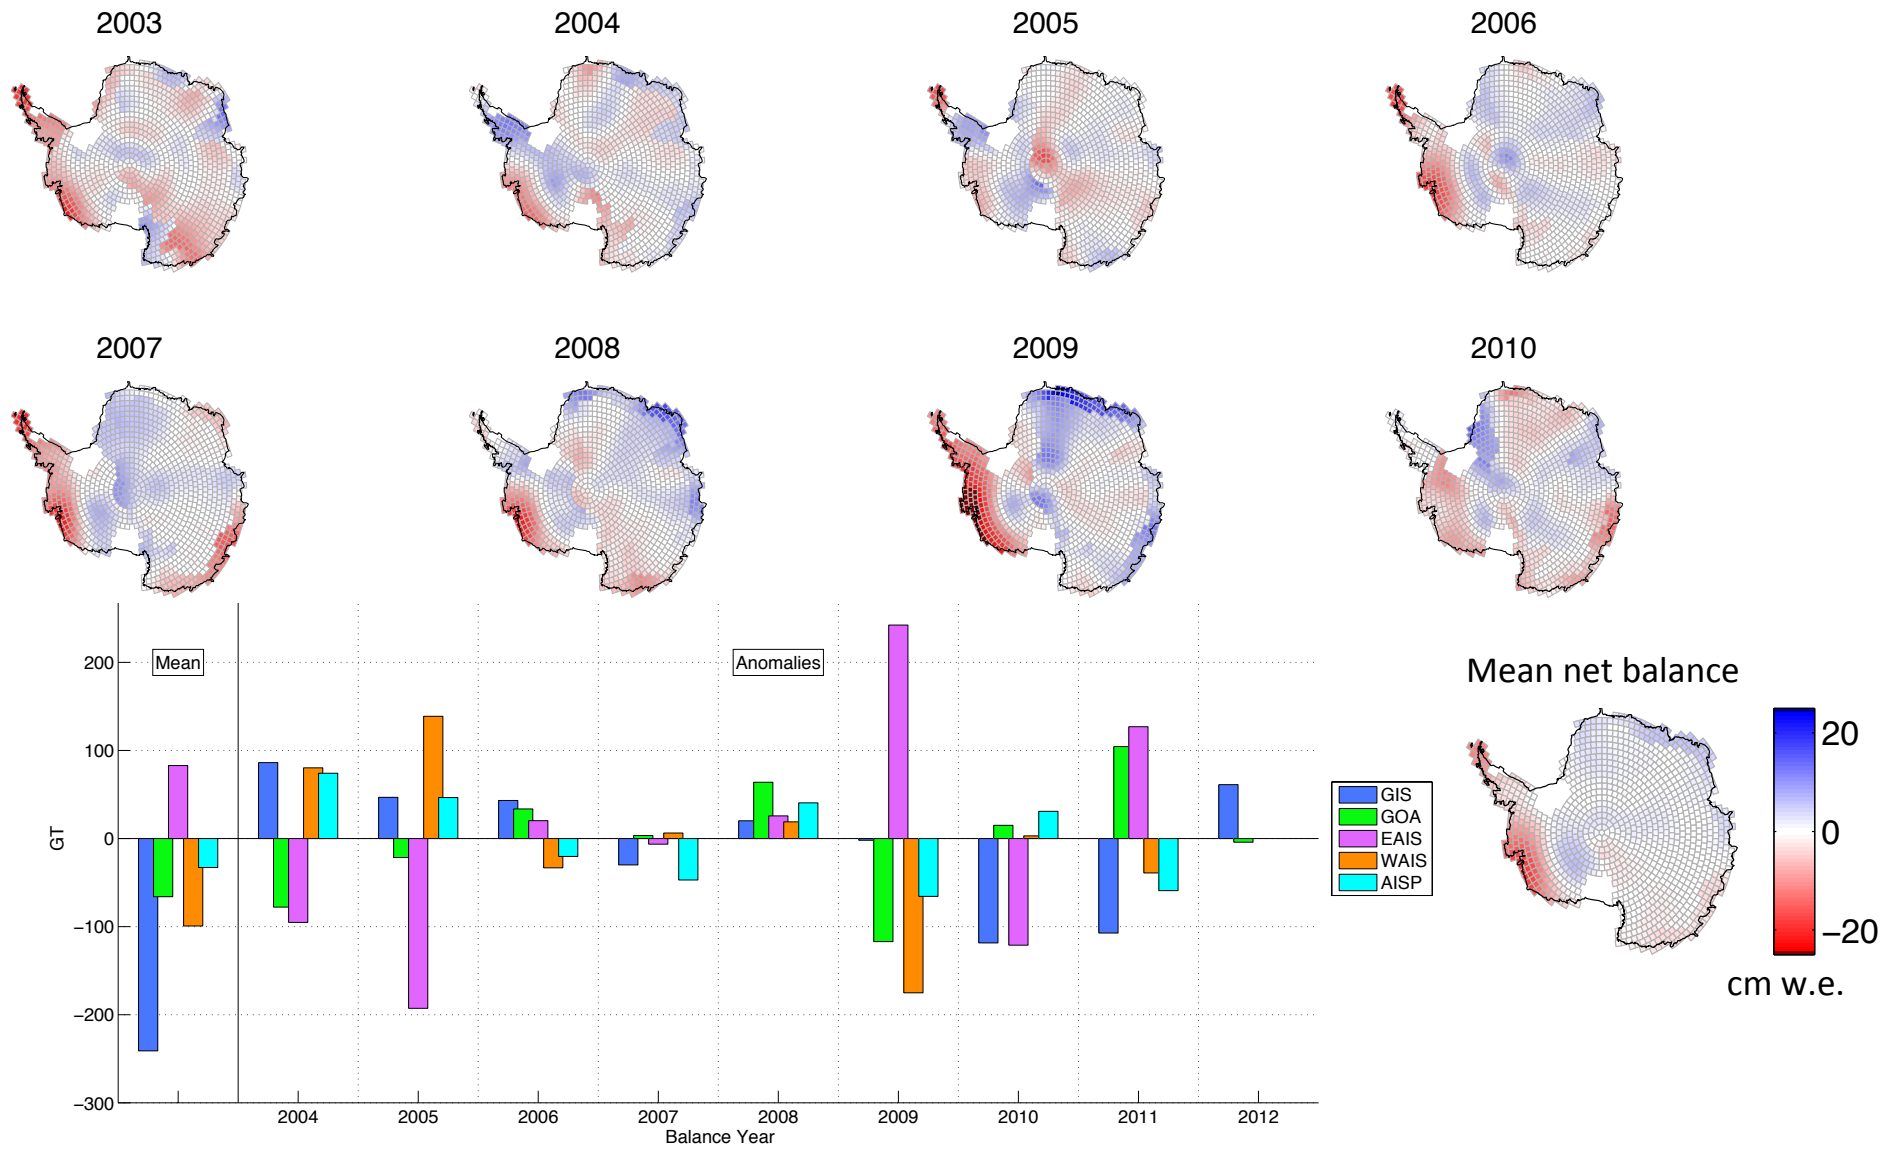 2003 2004 2005 2006
2007 2008 2009 2010
Mean Anomalies
200
100
0
−100
−200
−300
GT
2004 2005 2006 2007 2008 2009 2010 2011 2012
Balance Year
GIS
GOA
EAIS
WAIS
AISP
Mean net balance
20
0
−20
cm w.e.